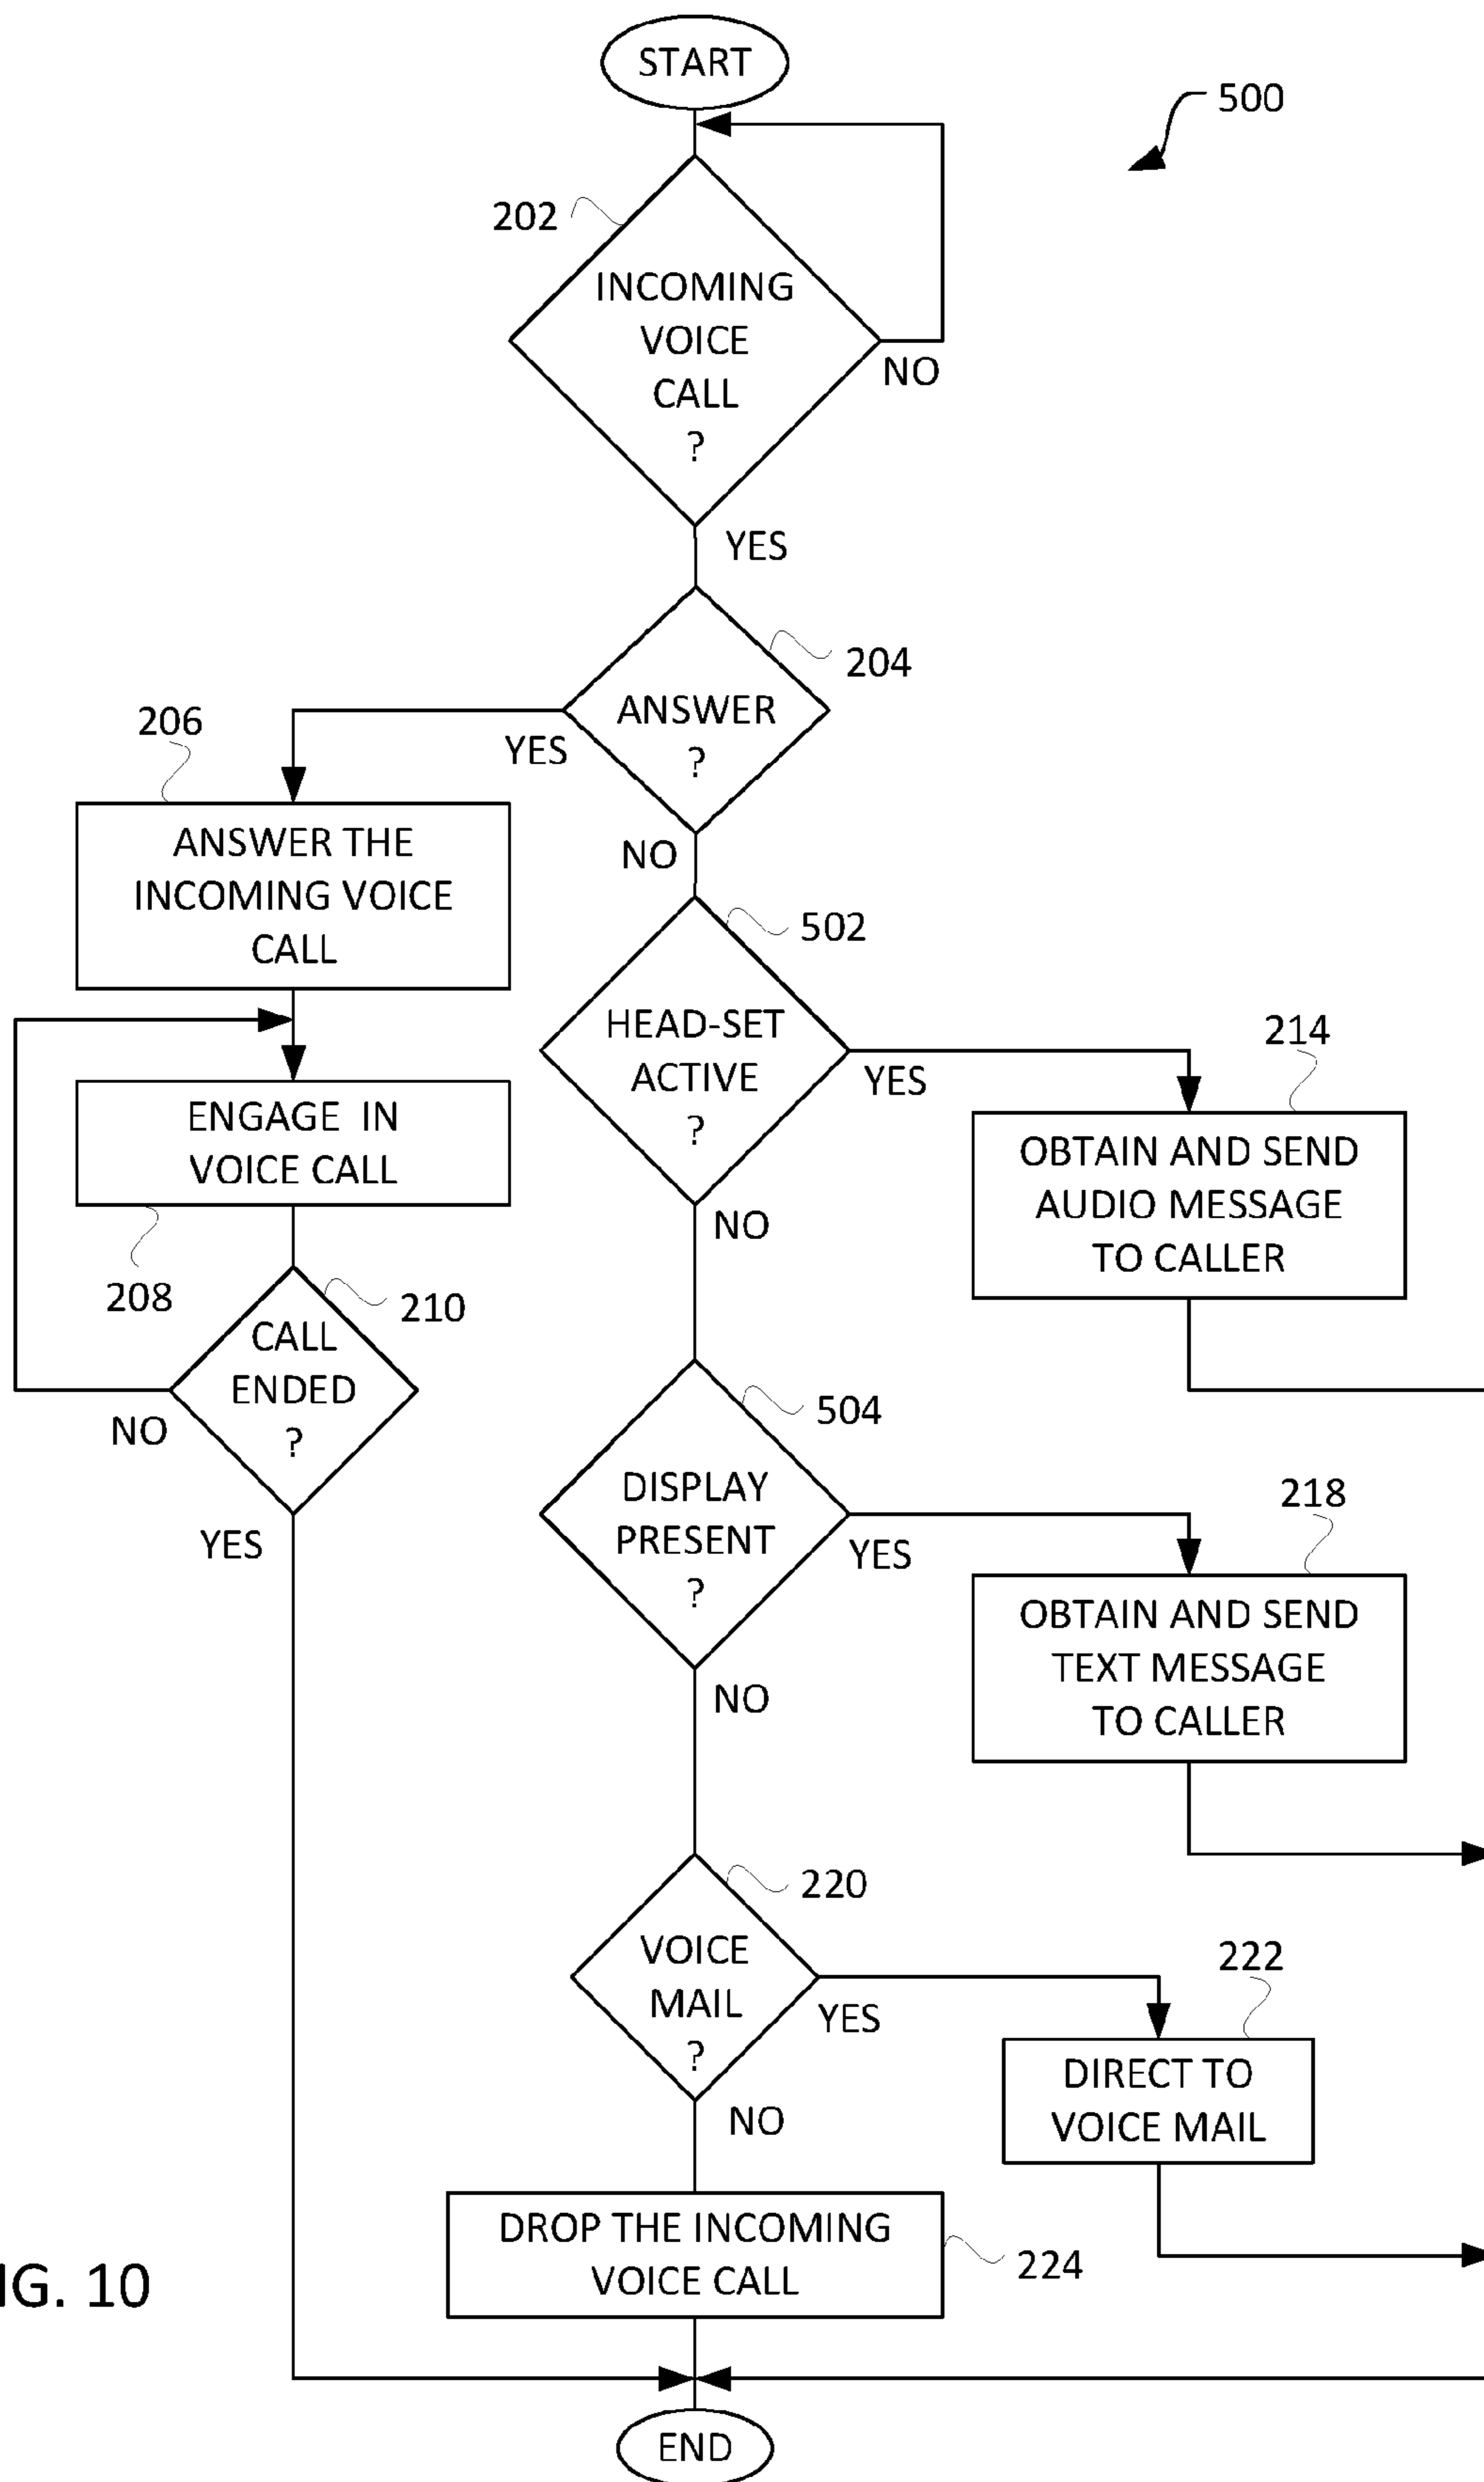 START
500
202
INCOMING
VOICE
CALL
?
NO
YES
204
ANSWER
?
YES
NO
206
ANSWER THE
INCOMING VOICE
CALL
502
HEAD-SET
ACTIVE
?
YES
NO
214
OBTAIN AND SEND
AUDIO MESSAGE
TO CALLER
ENGAGE IN
VOICE CALL
208
210
CALL
ENDED
?
NO
YES
504
DISPLAY
PRESENT
?
YES
NO
218
OBTAIN AND SEND
TEXT MESSAGE
TO CALLER
220
VOICE
MAIL
?
YES
NO
222
DIRECT TO
VOICE MAIL
DROP THE INCOMING
VOICE CALL
224
IG. 10
END